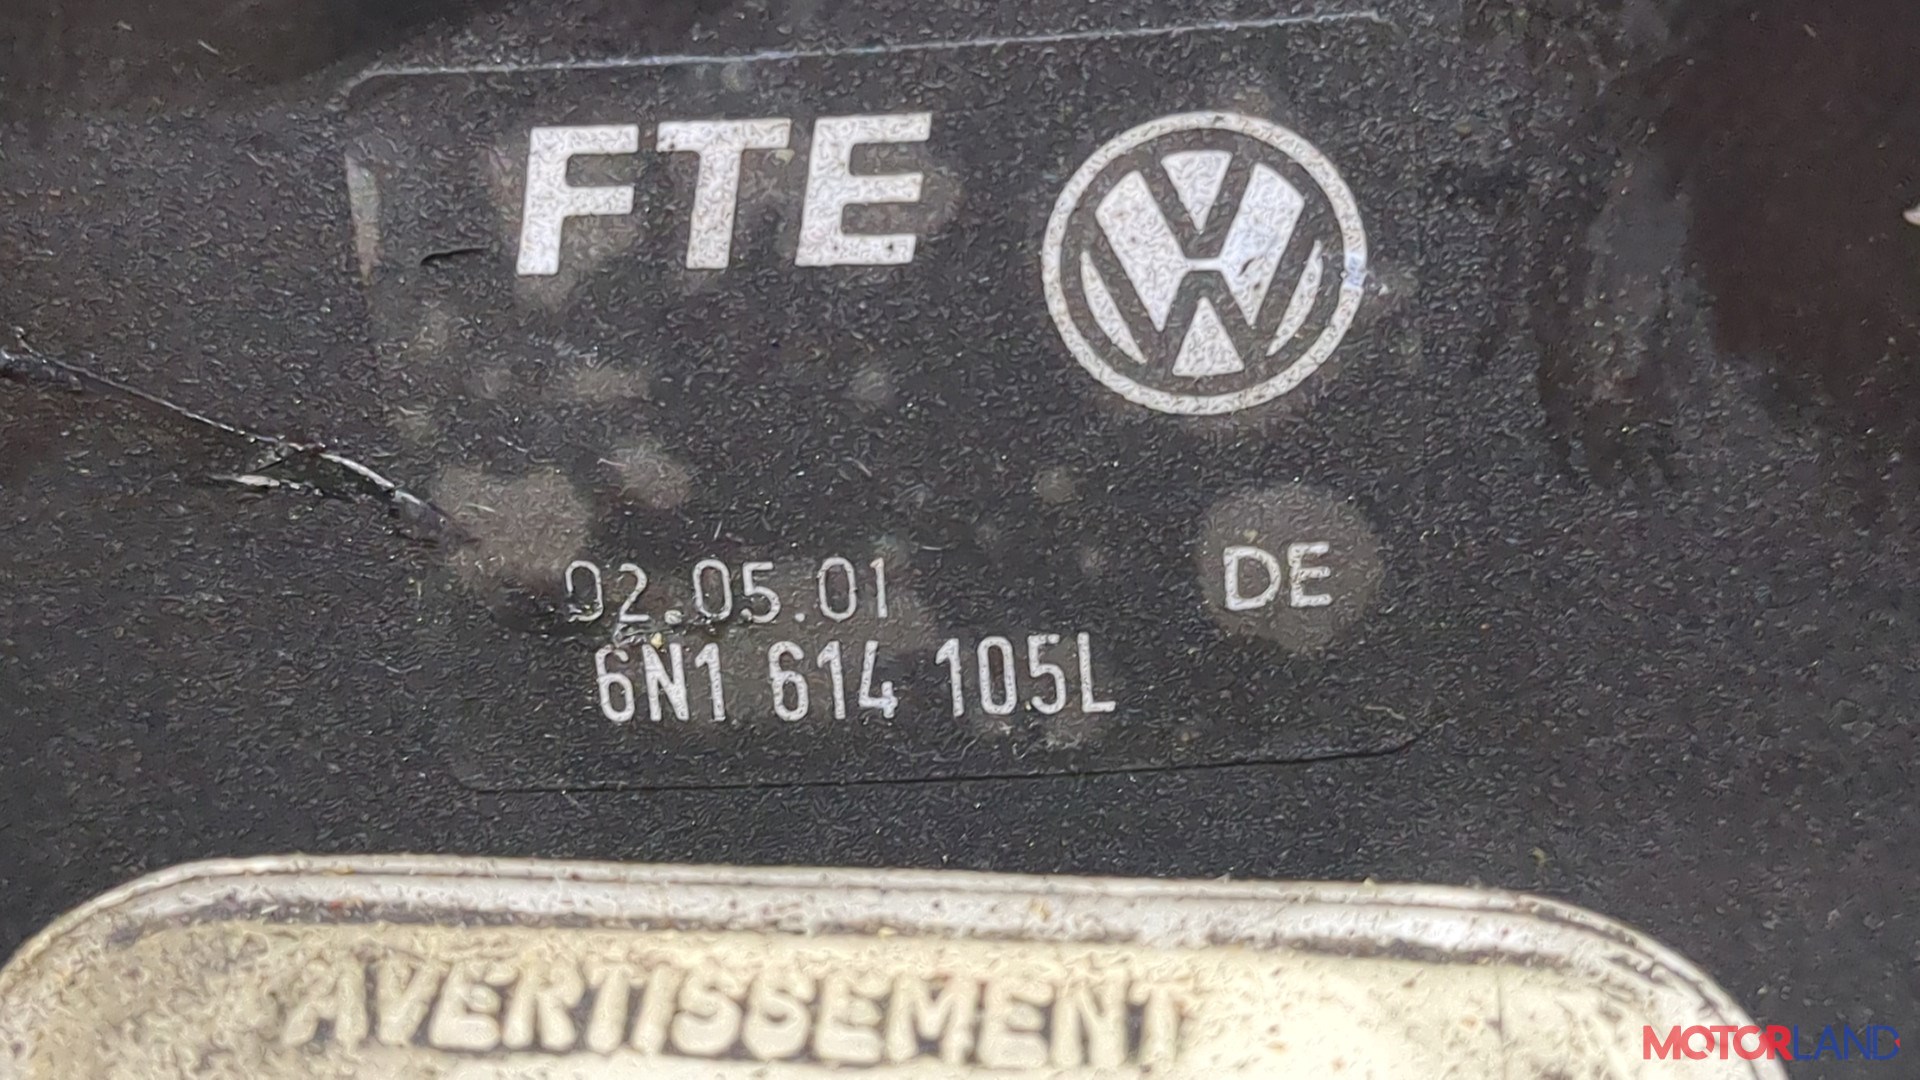 FTE
02.05.01
DE
6N1 614 105L
AVERTISSEMENT
MOTORLAND